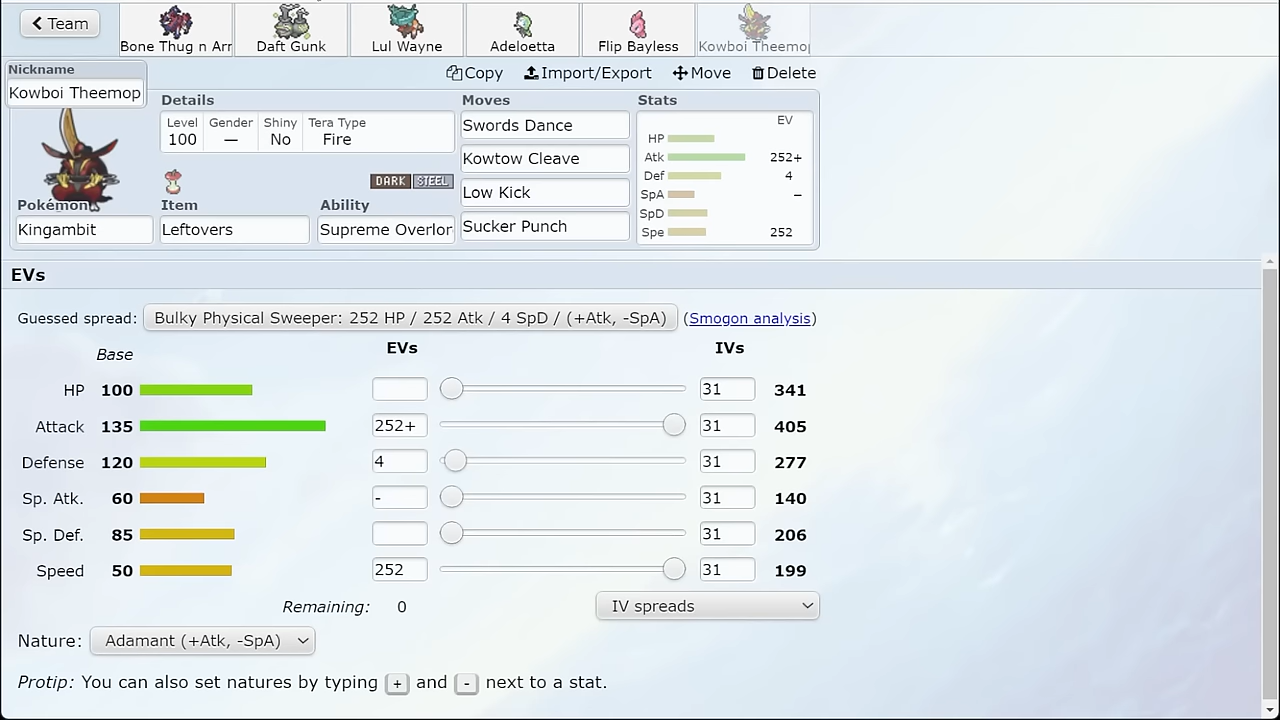 Team
Bone Thug n Arr
Daft Gunk
Lul Wayne
Adeloetta
Flip Bayless
Kowboi Theemop
Nickname
Kowboi Theemop
Copy Import/Export Move Delete
Details
Level Gender Shiny Tera Type
100 — No Fire
DARK STEEL
Pokémon
Kingambit
Item
Leftovers
Ability
Supreme Overlor
Moves
Swords Dance
Kowtow Cleave
Low Kick
Sucker Punch
Stats
EV
HP
Atk 252+
Def 4
SpA –
SpD
Spe 252
EVs
Guessed spread: Bulky Physical Sweeper: 252 HP / 252 Atk / 4 SpD / (+Atk, -SpA) (Smogon analysis)
Base EVs IVs
HP 100 31 341
Attack 135 252+ 31 405
Defense 120 4 31 277
Sp. Atk. 60 - 31 140
Sp. Def. 85 31 206
Speed 50 252 31 199
Remaining: 0 IV spreads
Nature: Adamant (+Atk, -SpA)
Protip: You can also set natures by typing + and - next to a stat.